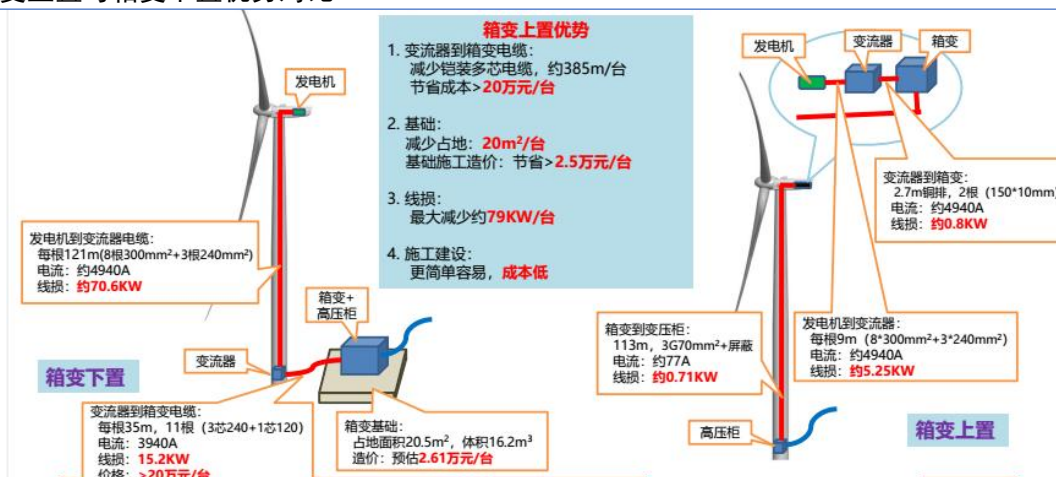 箱变上置优势
1. 变流器到箱变电缆：
减少铠装多芯电缆，约385m/台
节省成本>20万元/台
2. 基础：
减少占地：20m²/台
基础施工造价：节省>2.5万元/台
3. 线损：
最大减少约79KW/台
4. 施工建设：
更简单容易，成本低
发电机
发电机到变流器电缆：
每根121m(8根300mm²+3根240mm²)
电流：约4940A
线损：约70.6KW
箱变+
高压柜
变流器
箱变下置
变流器到箱变电缆：
每根35m，11根（3芯240+1芯120）
电流：3940A
线损：15.2KW
价格：>20万元/台
箱变基础：
占地面积20.5m²，体积16.2m³
造价：预估2.61万元/台
发电机
变流器
箱变
变流器到箱变：
2.7m铜排，2根（150*10mm）
电流：约4940A
线损：约0.8KW
箱变到变压柜：
113m，3G70mm²+屏蔽
电流：约77A
线损：约0.71KW
发电机到变流器：
每根9m（8*300mm²+3*240mm²）
电流：约4940A
线损：约5.25KW
高压柜
箱变上置